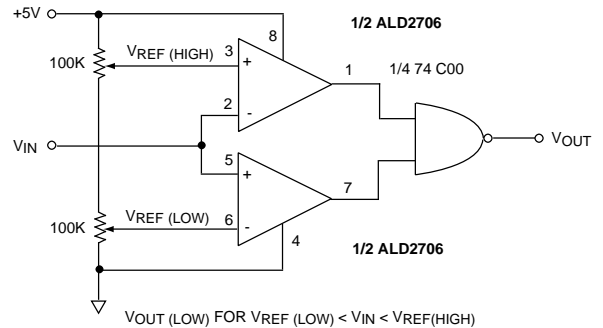 +5V
1/2 ALD2706
8
VREF (HIGH)
3
100K
+
1
1/4 74 C00
2
-
VIN
VOUT
5
+
7
VREF (LOW)
6
100K
-
4
1/2 ALD2706
VOUT (LOW) FOR VREF (LOW) < VIN < VREF(HIGH)